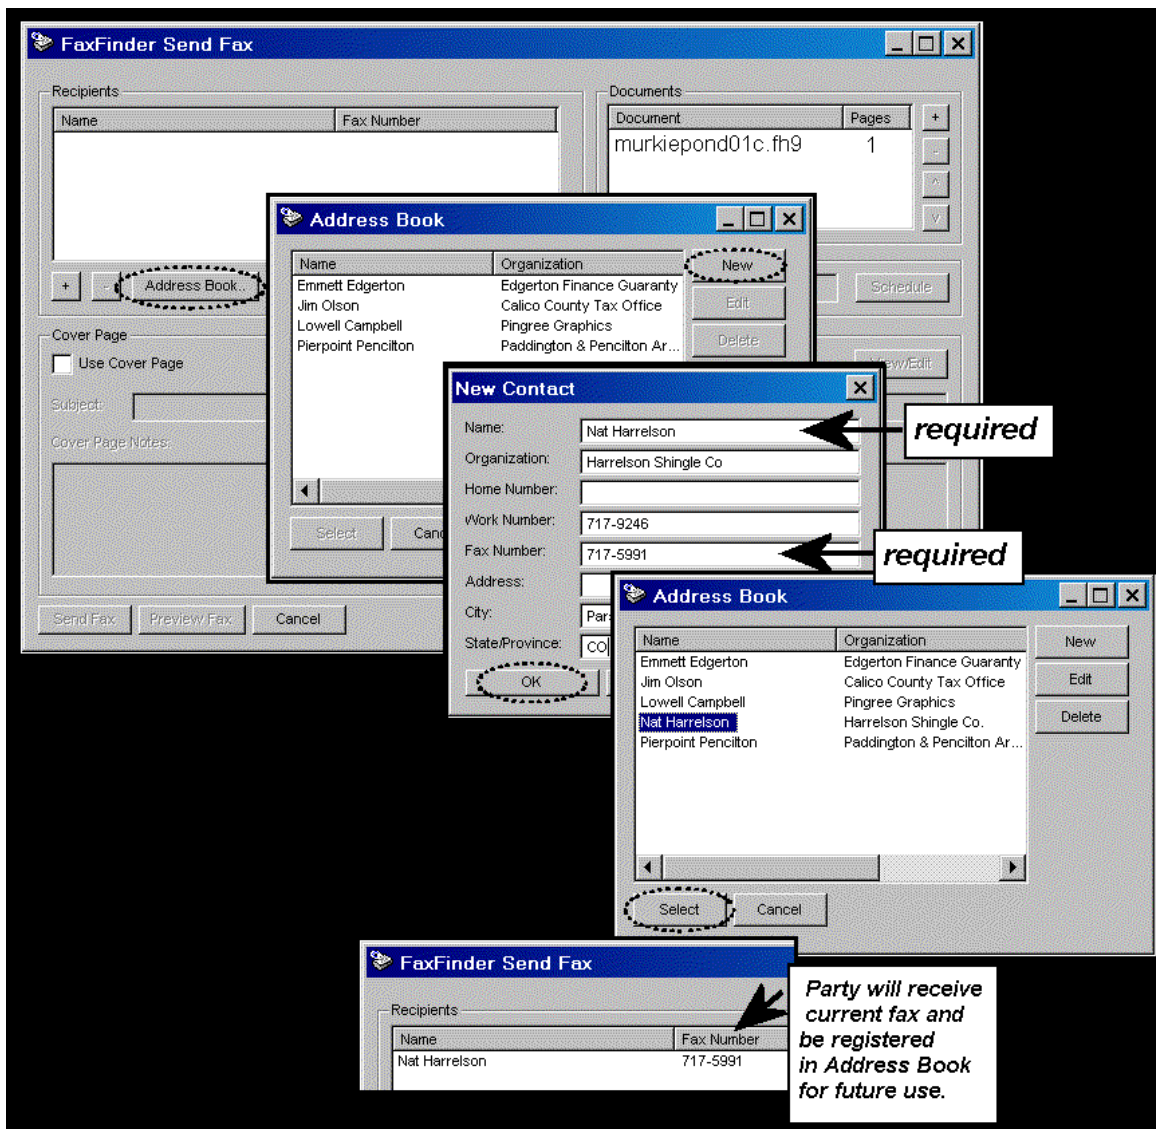 FaxFinder Send Fax
Recipients
Name Fax Number
Documents
Document Pages
murkiepond01c.fh9 1
+
-
^
v
+ - Address Book..
Schedule
Cover Page
Use Cover Page
View/Edit
Subject:
Cover Page Notes:
Send Fax Preview Fax Cancel
Address Book
Name Organization
Emmett Edgerton Edgerton Finance Guaranty
Jim Olson Calico County Tax Office
Lowell Campbell Pingree Graphics
Pierpoint Pencilton Paddington & Pencilton Ar...
New
Edit
Delete
Select Canc
New Contact
Name: Nat Harrelson
required
Organization: Harrelson Shingle Co
Home Number:
Work Number: 717-9246
Fax Number: 717-5991
required
Address:
City: Par
State/Province: CO
OK
Address Book
Name Organization
Emmett Edgerton Edgerton Finance Guaranty
Jim Olson Calico County Tax Office
Lowell Campbell Pingree Graphics
Nat Harrelson Harrelson Shingle Co.
Pierpoint Pencilton Paddington & Pencilton Ar...
New
Edit
Delete
Select Cancel
FaxFinder Send Fax
Recipients
Name Fax Number
Nat Harrelson 717-5991
Party will receive
current fax and
be registered
in Address Book
for future use.